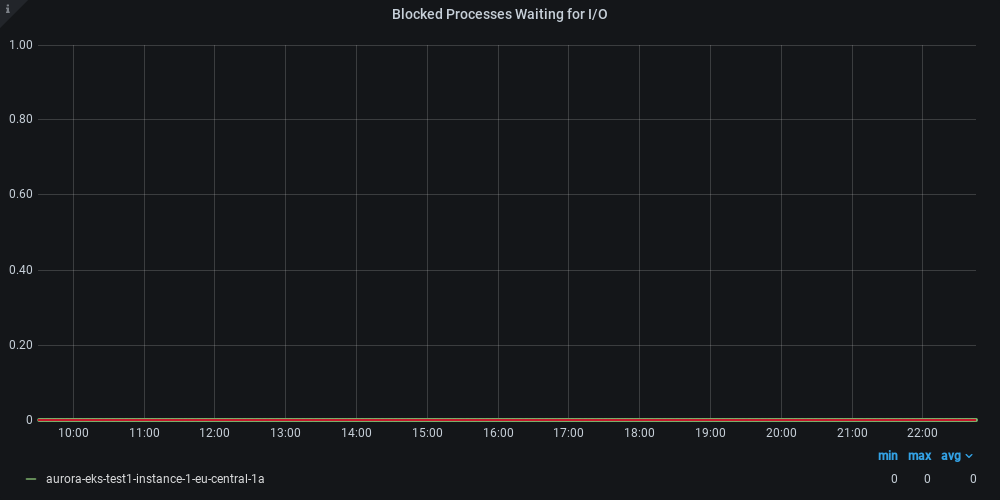 i
Blocked Processes Waiting for I/O
1.00
0.80
0.60
0.40
0.20
0
10:00 11:00 12:00 13:00 14:00 15:00 16:00 17:00 18:00 19:00 20:00 21:00 22:00
min max avg
aurora-eks-test1-instance-1-eu-central-1a 0 0 0